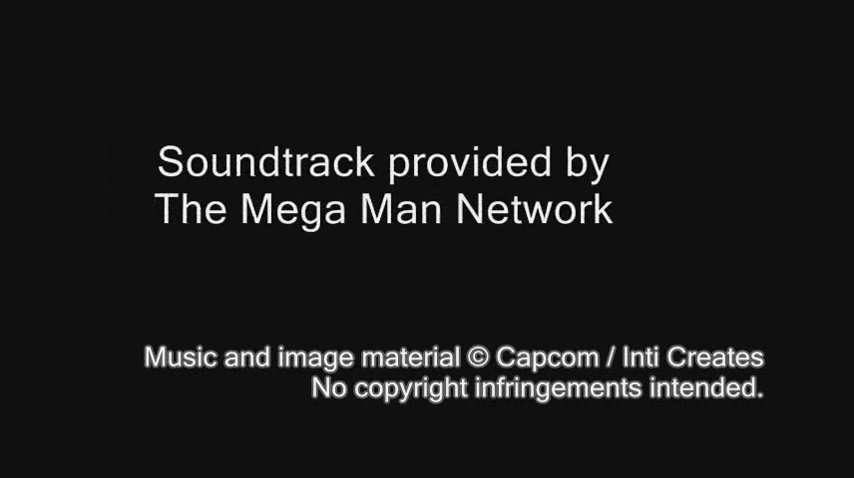 Soundtrack provided by
The Mega Man Network
Music and image material © Capcom / Inti Creates
No copyright infringements intended.